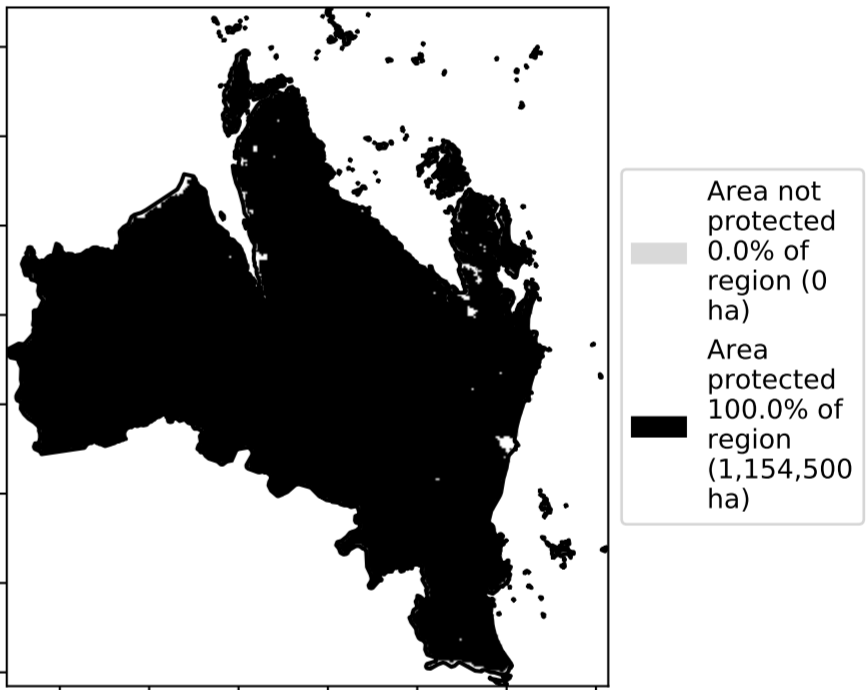 Area not
protected
0.0% of
region (0
ha)
Area
protected
100.0% of
region
(1,154,500
ha)